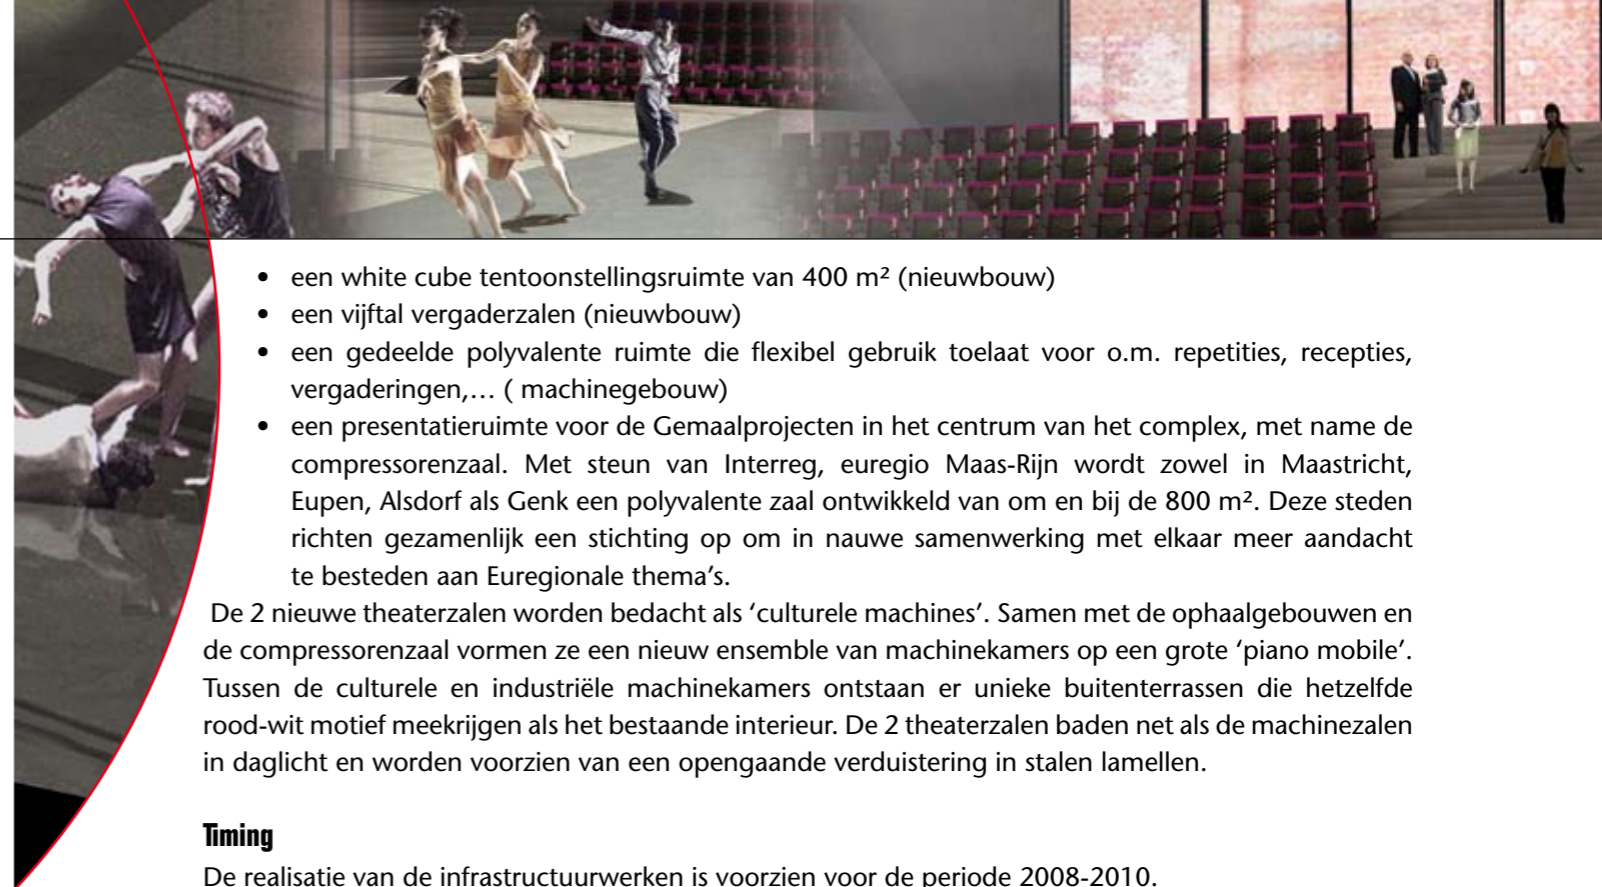 • een white cube tentoonstellingsruimte van 400 m² (nieuwbouw)
• een vijftal vergaderzalen (nieuwbouw)
• een gedeelde polyvalente ruimte die flexibel gebruik toelaat voor o.m. repetities, recepties,
vergaderingen,… ( machinegebouw)
• een presentatieruimte voor de Gemaalprojecten in het centrum van het complex, met name de
compressorenzaal. Met steun van Interreg, euregio Maas-Rijn wordt zowel in Maastricht,
Eupen, Alsdorf als Genk een polyvalente zaal ontwikkeld van om en bij de 800 m². Deze steden
richten gezamenlijk een stichting op om in nauwe samenwerking met elkaar meer aandacht
te besteden aan Euregionale thema’s.
De 2 nieuwe theaterzalen worden bedacht als ‘culturele machines’. Samen met de ophaalgebouwen en
de compressorenzaal vormen ze een nieuw ensemble van machinekamers op een grote ‘piano mobile’.
Tussen de culturele en industriële machinekamers ontstaan er unieke buitenterrassen die hetzelfde
rood-wit motief meekrijgen als het bestaande interieur. De 2 theaterzalen baden net als de machinezalen
in daglicht en worden voorzien van een opengaande verduistering in stalen lamellen.
Timing
De realisatie van de infrastructuurwerken is voorzien voor de periode 2008-2010.